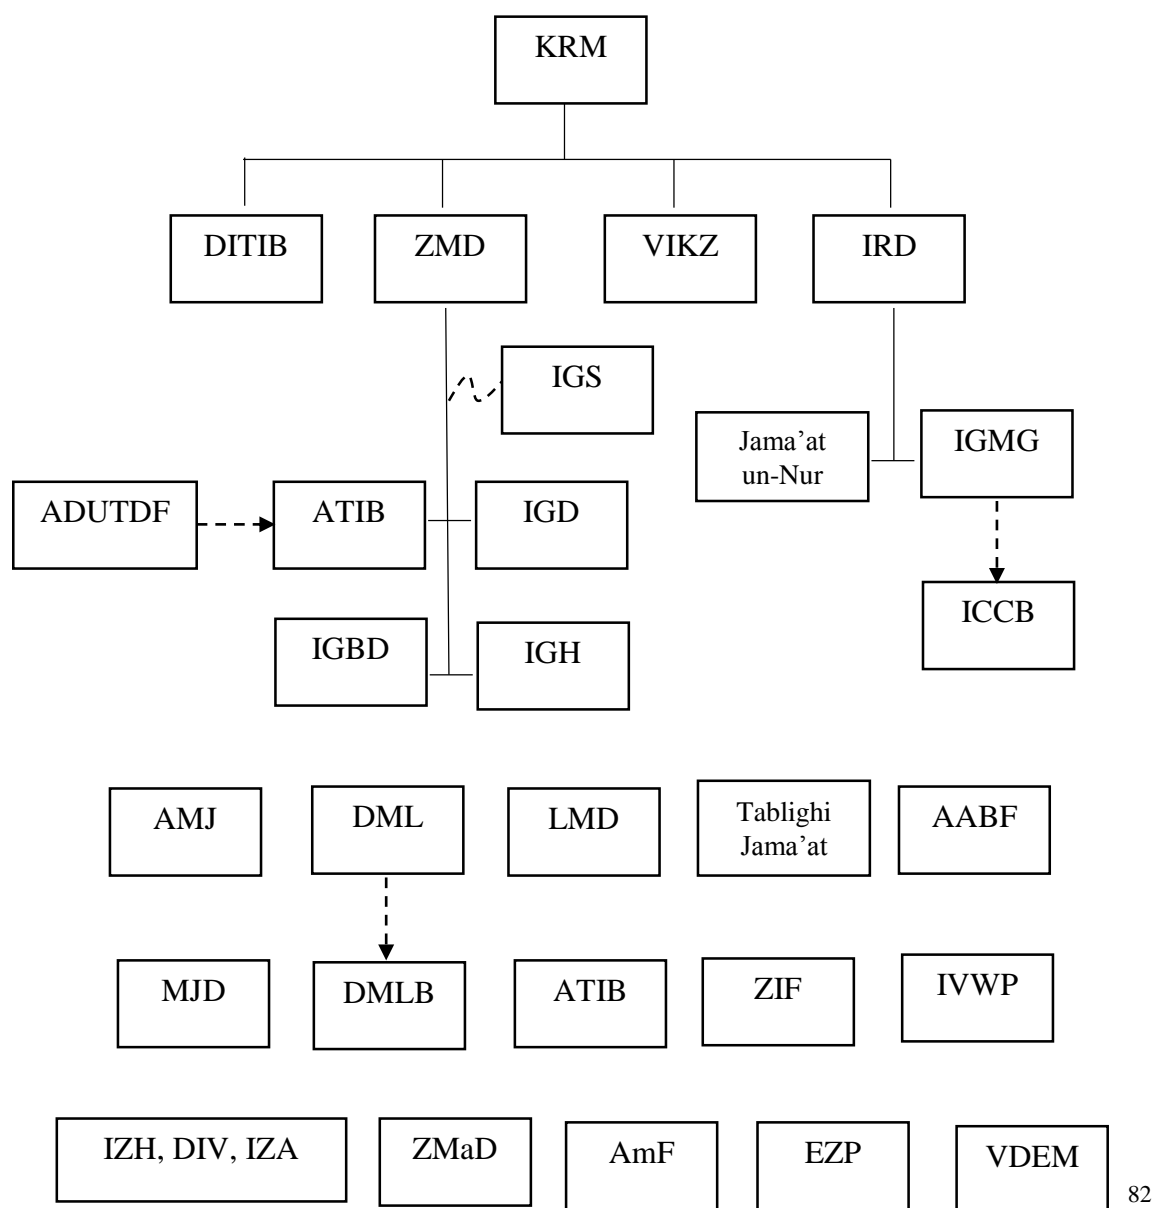 KRM
DITIB
ZMD
VIKZ
IRD
IGS
Jama’at
un-Nur
IGMG
ADUTDF
ATIB
IGD
ICCB
IGBD
IGH
AMJ
DML
LMD
Tablighi
Jama’at
AABF
MJD
DMLB
ATIB
ZIF
IVWP
IZH, DIV, IZA
ZMaD
AmF
EZP
VDEM
82